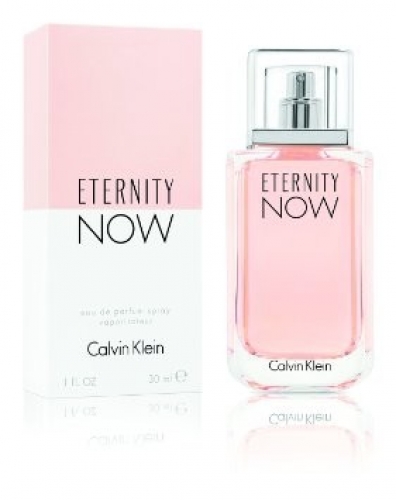 ETERNITY
NOW
eau de parfum spray
vaporisateur
Calvin Klein
1 FL OZ 30 ml ℮
ETERNITY
NOW
Calvin Klein